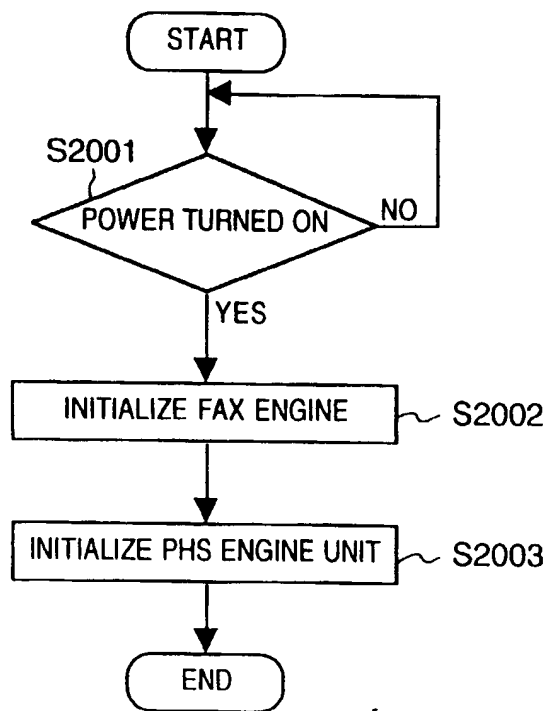 START
S2001
POWER TURNED ON
NO
YES
INITIALIZE FAX ENGINE
S2002
INITIALIZE PHS ENGINE UNIT
S2003
END